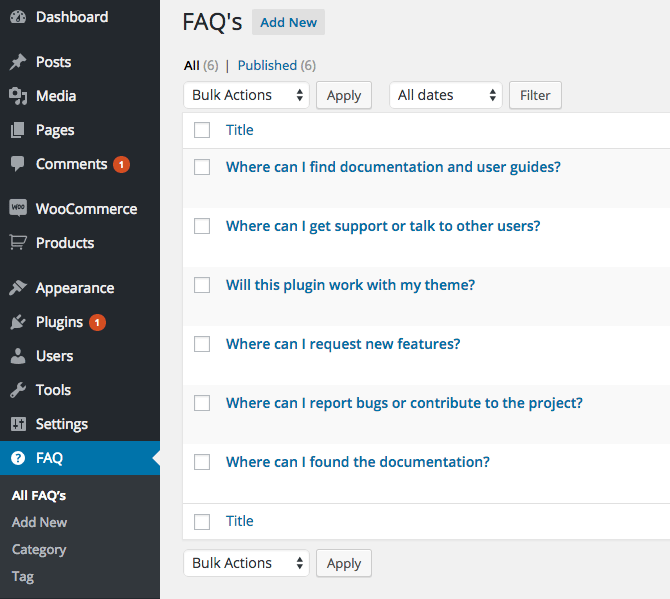 Dashboard
Posts
Media
Pages
Comments 1
WOO WooCommerce
Products
Appearance
Plugins 1
Users
Tools
Settings
? FAQ
All FAQ's
Add New
Category
Tag
FAQ's Add New
All (6) | Published (6)
Bulk Actions Apply All dates Filter
Title
Where can I find documentation and user guides?
Where can I get support or talk to other users?
Will this plugin work with my theme?
Where can I request new features?
Where can I report bugs or contribute to the project?
Where can I found the documentation?
Title
Bulk Actions Apply